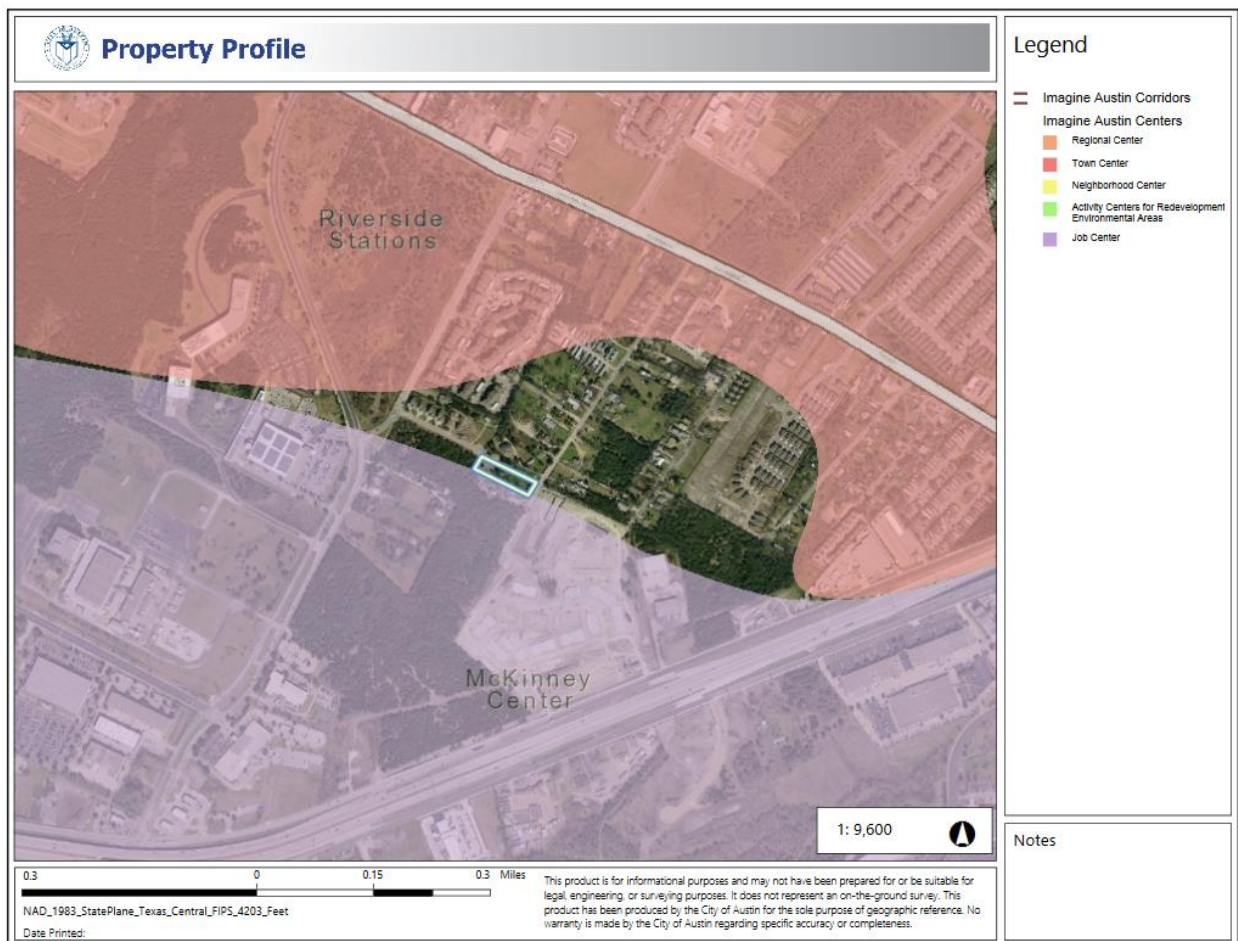 Property Profile
Riverside
Stations
McKinney
Center
1: 9,600
Legend
Imagine Austin Corridors
Imagine Austin Centers
Regional Center
Town Center
Neighborhood Center
Activity Centers for Redevelopment
Environmental Areas
Job Center
Notes
0.3 0 0.15 0.3 Miles
NAD_1983_StatePlane_Texas_Central_FIPS_4203_Feet
Date Printed:
This product is for informational purposes and may not have been prepared for or be suitable for
legal, engineering, or surveying purposes. It does not represent an on-the-ground survey. This
product has been produced by the City of Austin for the sole purpose of geographic reference. No
warranty is made by the City of Austin regarding specific accuracy or completeness.